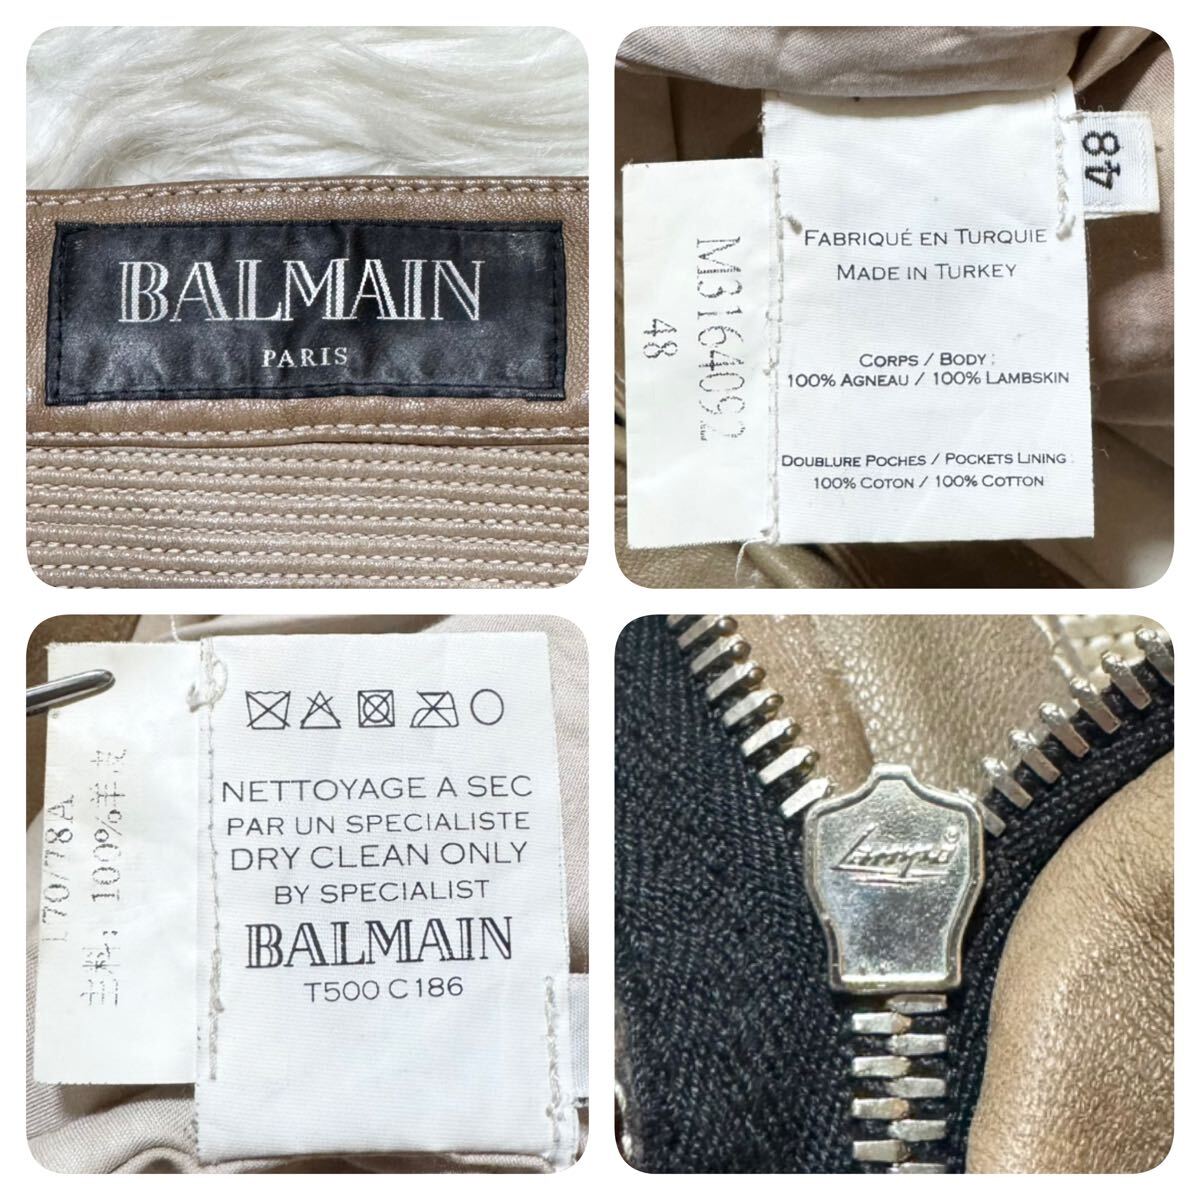 BALMAIN
PARIS
48
M316409Z
48
FABRIQUÉ EN TURQUIE
MADE IN TURKEY
CORPS / BODY :
100% AGNEAU / 100% LAMBSKIN
DOUBLURE POCHES / POCKETS LINING :
100% COTON / 100% COTTON
170/78A
主料: 100%羊皮
NETTOYAGE A SEC
PAR UN SPECIALISTE
DRY CLEAN ONLY
BY SPECIALIST
BALMAIN
T500 C186
Lampo